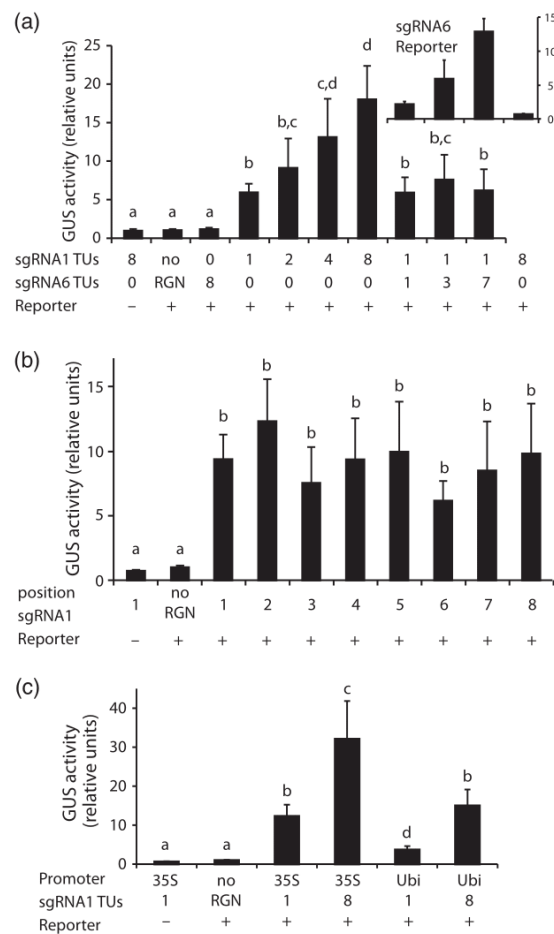 (a)
GUS activity (relative units)
25
20
15
10
5
0
a
a
a
b
b,c
c,d
d
b
b,c
b
sgRNA6
Reporter
15
10
5
0
sgRNA1 TUs 8 no 0 1 2 4 8 1 1 1 8
sgRNA6 TUs 0 RGN 8 0 0 0 0 1 3 7 0
Reporter – + + + + + + + + + +
(b)
GUS activity (relative units)
15
10
5
0
a
a
b
b
b
b
b
b
b
b
position
sgRNA1
1 no RGN 1 2 3 4 5 6 7 8
Reporter – + + + + + + + + +
(c)
GUS activity
(relative units)
40
30
20
10
0
a
a
b
c
d
b
Promoter 35S no 35S 35S Ubi Ubi
sgRNA1 TUs 1 RGN 1 8 1 8
Reporter – + + + + +